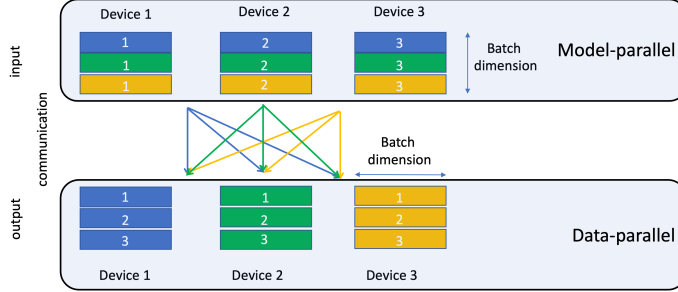 Device 1 Device 2 Device 3
input
1 2 3
1 2 3
1 2 3
Batch
dimension
Model-parallel
communication
Batch
dimension
output
1 1 1
2 2 2
3 3 3
Data-parallel
Device 1 Device 2 Device 3